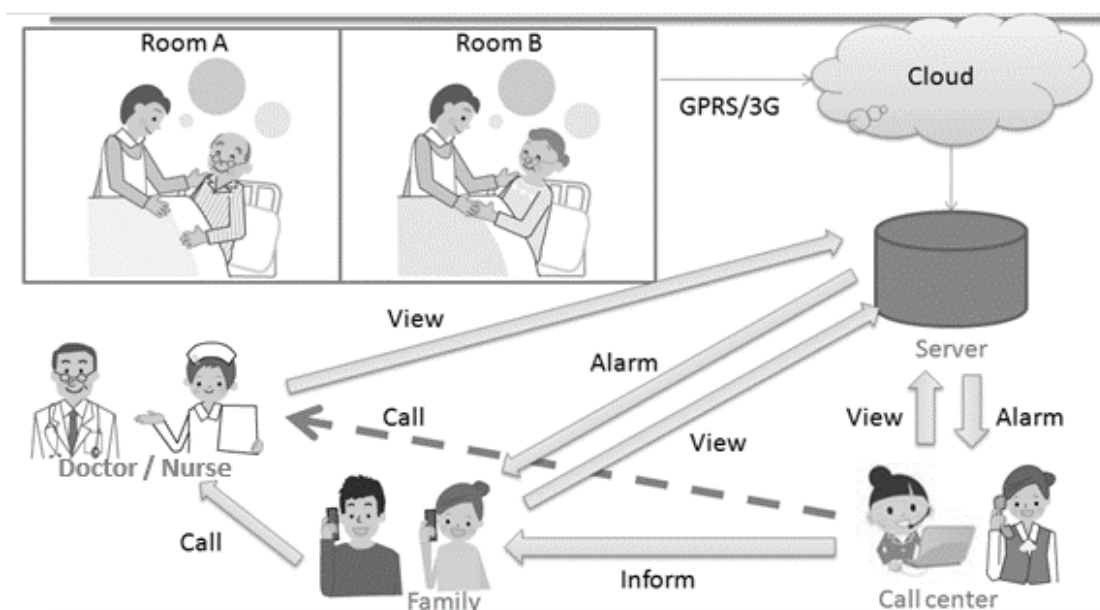 Room A
Room B
Cloud
GPRS/3G
View
Server
Alarm
View
Alarm
Call
View
Doctor / Nurse
Call
Inform
Family
Call center